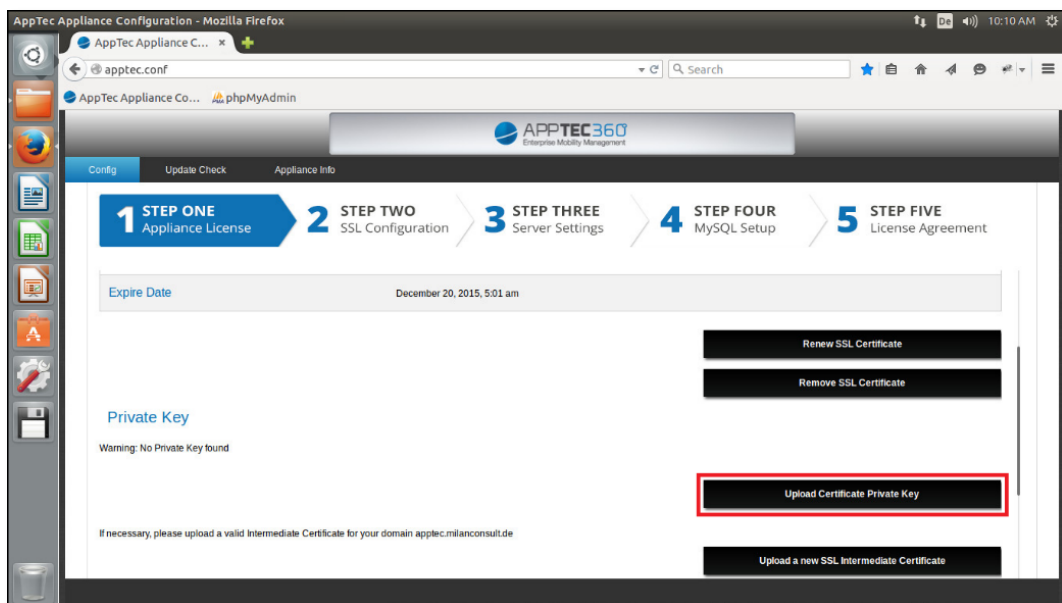 AppTec Appliance Configuration - Mozilla Firefox
De 10:10 AM
AppTec Appliance C... ×
apptec.conf
Search
AppTec Appliance Co... phpMyAdmin
APPTEC360
Enterprise Mobility Management
Config Update Check Appliance Info
1 STEP ONE
Appliance License
2 STEP TWO
SSL Configuration
3 STEP THREE
Server Settings
4 STEP FOUR
MySQL Setup
5 STEP FIVE
License Agreement
Expire Date December 20, 2015, 5:01 am
Renew SSL Certificate
Remove SSL Certificate
Private Key
Warning: No Private Key found
Upload Certificate Private Key
If necessary, please upload a valid Intermediate Certificate for your domain apptec.milanconsult.de
Upload a new SSL Intermediate Certificate